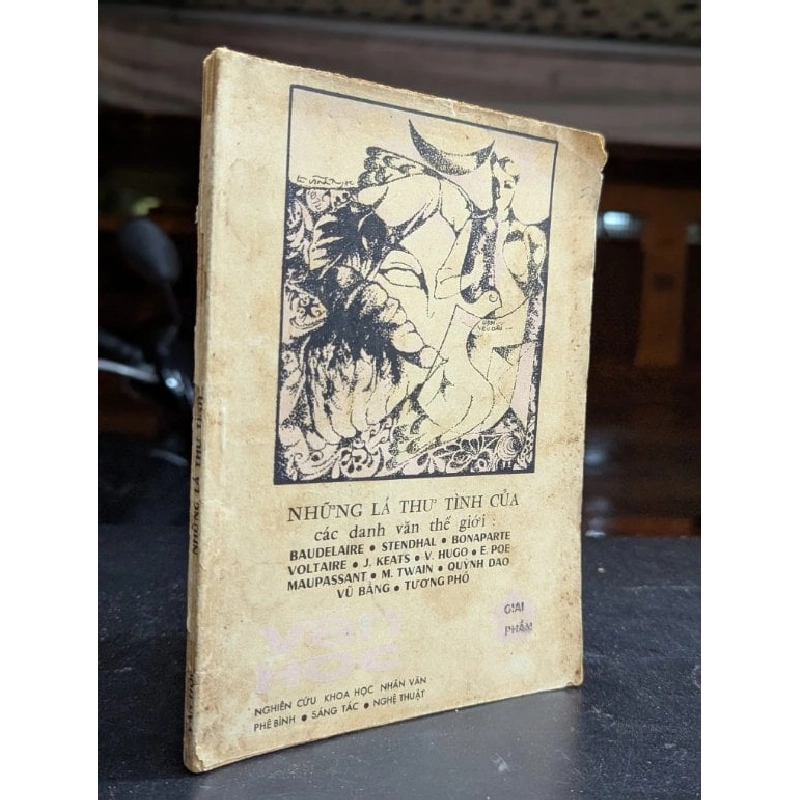 NHỮNG LÁ THƯ TÌNH CỦA
các danh văn thế giới :
BAUDELAIRE • STENDHAL • BONAPARTE
VOLTAIRE • J. KEATS • V. HUGO • E. POE
MAUPASSANT • M. TWAIN • QUỲNH DAO
VŨ BẰNG • TƯƠNG PHỐ
VĂN
HỌC
GIAI
PHẨM
NGHIÊN CỨU KHOA HỌC NHÂN VĂN
PHÊ BÌNH • SÁNG TÁC • NGHỆ THUẬT
NHỮNG LÁ THƯ TÌNH